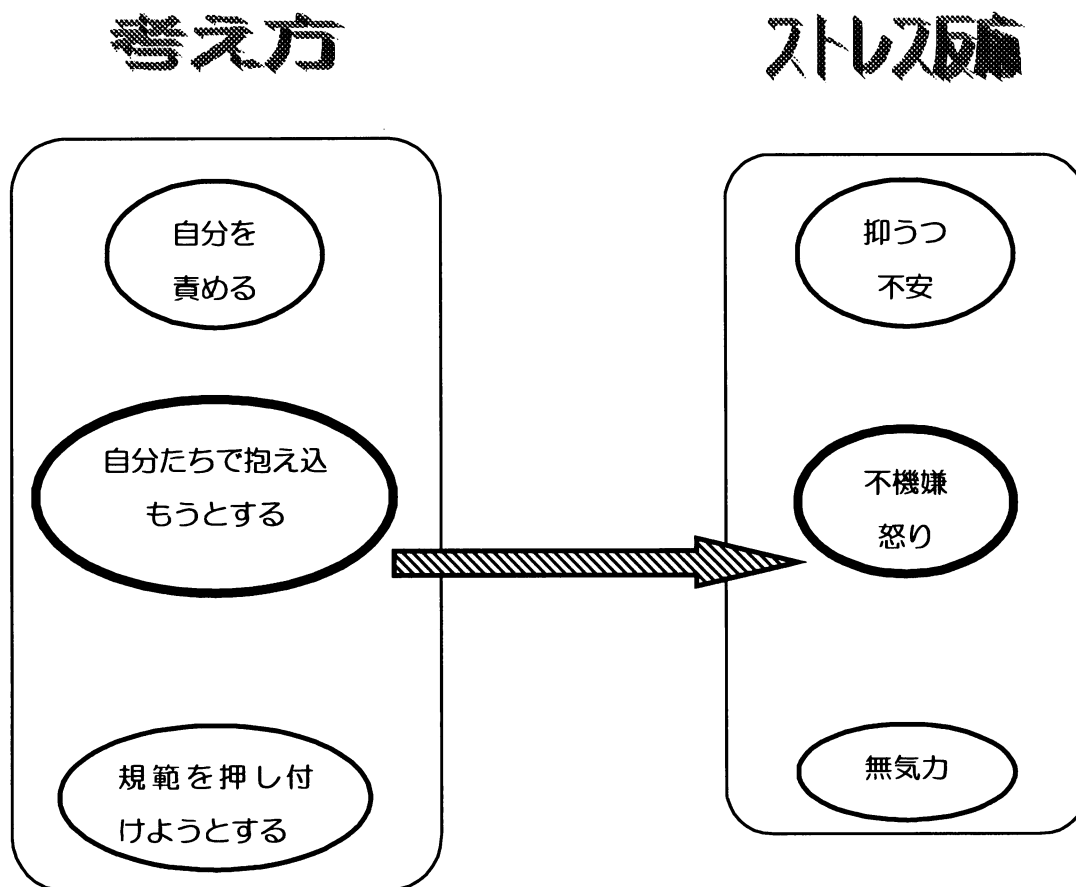 考え方
ストレス反応
自分を
責める
自分たちで抱え込
もうとする
規範を押し付
けようとする
抑うつ
不安
不機嫌
怒り
無気力